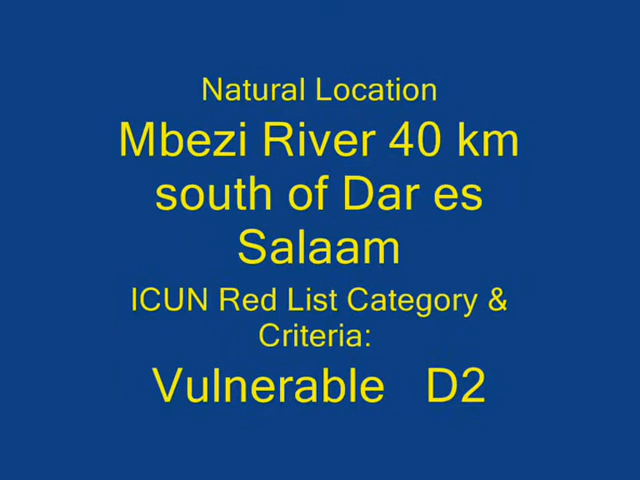 Natural Location
Mbezi River 40 km
south of Dar es
Salaam
ICUN Red List Category &
Criteria:
Vulnerable   D2